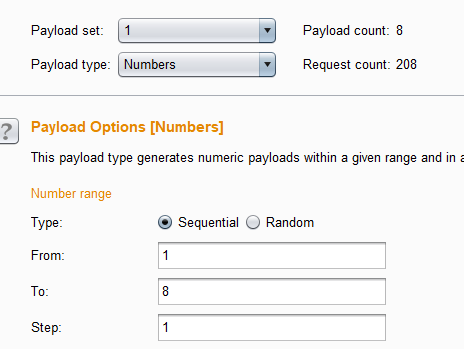 Payload set: 1 Payload count: 8
Payload type: Numbers Request count: 208
?
Payload Options [Numbers]
This payload type generates numeric payloads within a given range and in a
Number range
Type: Sequential Random
From: 1
To: 8
Step: 1